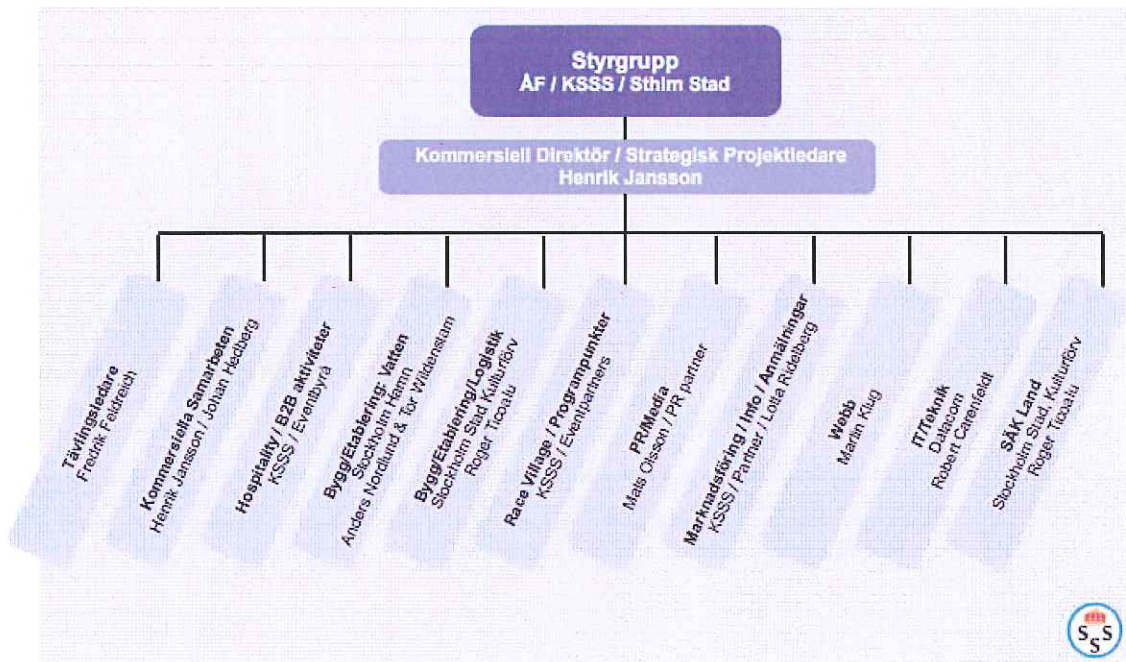 Styrgrupp
ÅF / KSSS / Sthlm Stad
Kommersiell Direktör / Strategisk Projektledare
Henrik Jansson
Tävlingsledare
Fredrik Feldreich
Kommersiella Samarbeten
Henrik Jansson / Johan Hedberg
Hospitality / B2B aktiviteter
KSSS / Eventbyrå
Bygg/Etablering: Vatten
Stockholm Hamn
Anders Nordlund & Tor Wildenstam
Bygg/Etablering/Logistik
Stockholm Stad Kulturförv
Roger Ticoalu
Race Village / Programpunkter
KSSS / Eventpartners
PR/Media
Mats Olsson / PR partner
Marknadsföring / Info / Anmälningar
KSSS / Partner / Lotta Ridelberg
Webb
Martin Klug
IT/Teknik
Datacom
Robert Carrenfeldt
SÄK Land
Stockholm Stad, Kulturförv
Roger Ticoalu
SSS